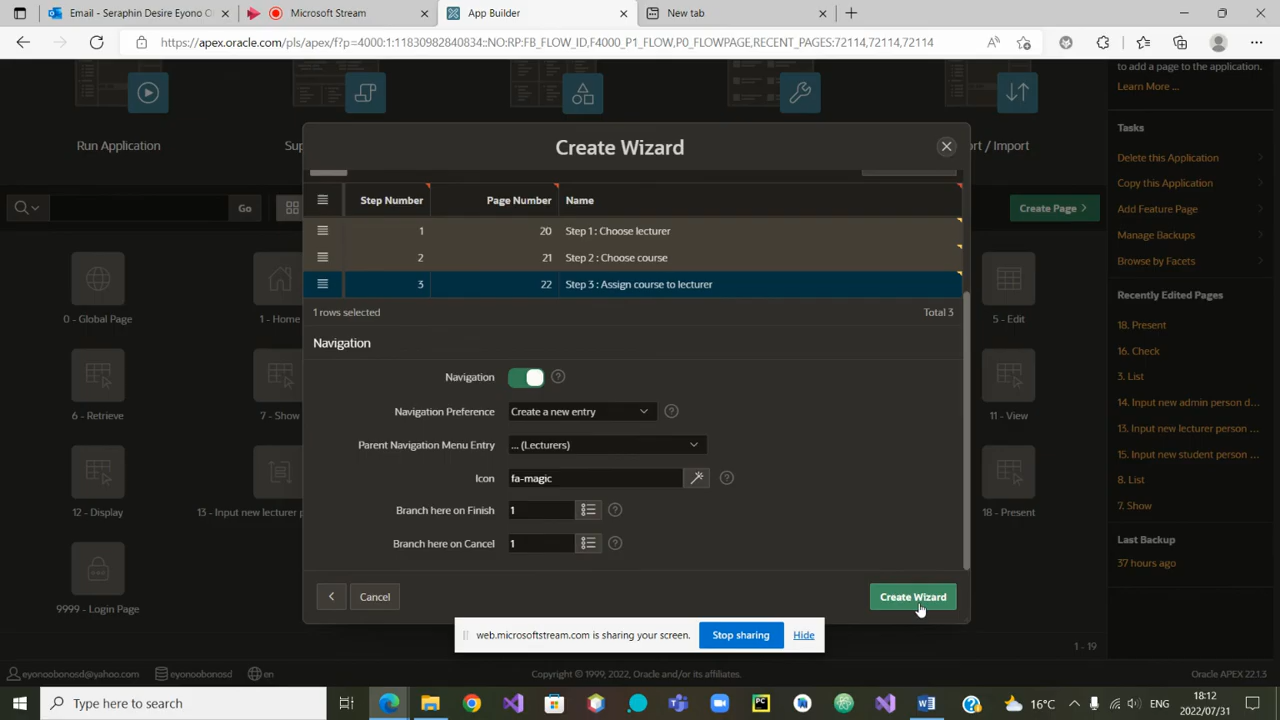 Email - Seraphin Desire Eyono O
Microsoft Stream
App Builder
New tab
https://apex.oracle.com/pls/apex/f?p=4000:1:11830982840834::NO:RP:FB_FLOW_ID,F4000_P1_FLOW,P0_FLOWPAGE,RECENT_PAGES:72114,72114,72114
to add a page to the application.
Learn More ...
Run Application
Sup
ort / Import
Create Wizard
Tasks
Delete this Application
Copy this Application
Add Feature Page
Manage Backups
Browse by Facets
Go
Create Page
Step Number
Page Number
Name
1
20
Step 1 : Choose lecturer
2
21
Step 2 : Choose course
3
22
Step 3 : Assign course to lecturer
1 rows selected
Total 3
Recently Edited Pages
18. Present
16. Check
3. List
14. Input new admin person d...
13. Input new lecturer person ...
15. Input new student person ...
8. List
7. Show
Last Backup
37 hours ago
0 - Global Page
1 - Home
5 - Edit
6 - Retrieve
7 - Show
11 - View
12 - Display
13 - Input new lecturer p
18 - Present
9999 - Login Page
Navigation
Navigation
Navigation Preference
Create a new entry
Parent Navigation Menu Entry
... (Lecturers)
Icon
fa-magic
Branch here on Finish
1
Branch here on Cancel
1
Cancel
Create Wizard
web.microsoftstream.com is sharing your screen.
Stop sharing
Hide
1 - 19
eyonoobonosd@yahoo.com
eyonoobonosd
en
Copyright © 1999, 2022, Oracle and/or its affiliates.
Oracle APEX 22.1.3
Type here to search
16°C
ENG
18:12
2022/07/31